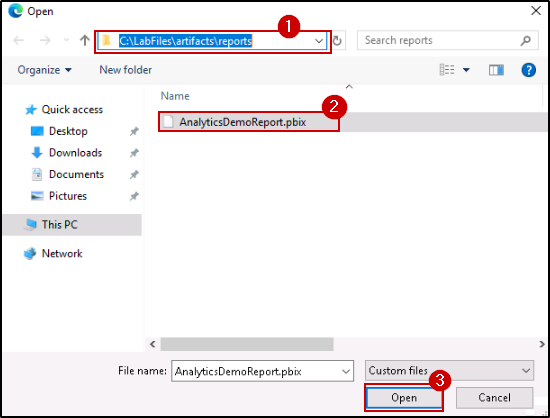 Open
1
C:\LabFiles\artifacts\reports
Search reports
Organize
New folder
Name
Quick access
2
Desktop
AnalyticsDemoReport.pbix
Downloads
Documents
Pictures
This PC
Network
File name:
AnalyticsDemoReport.pbix
Custom files
3
Open
Cancel